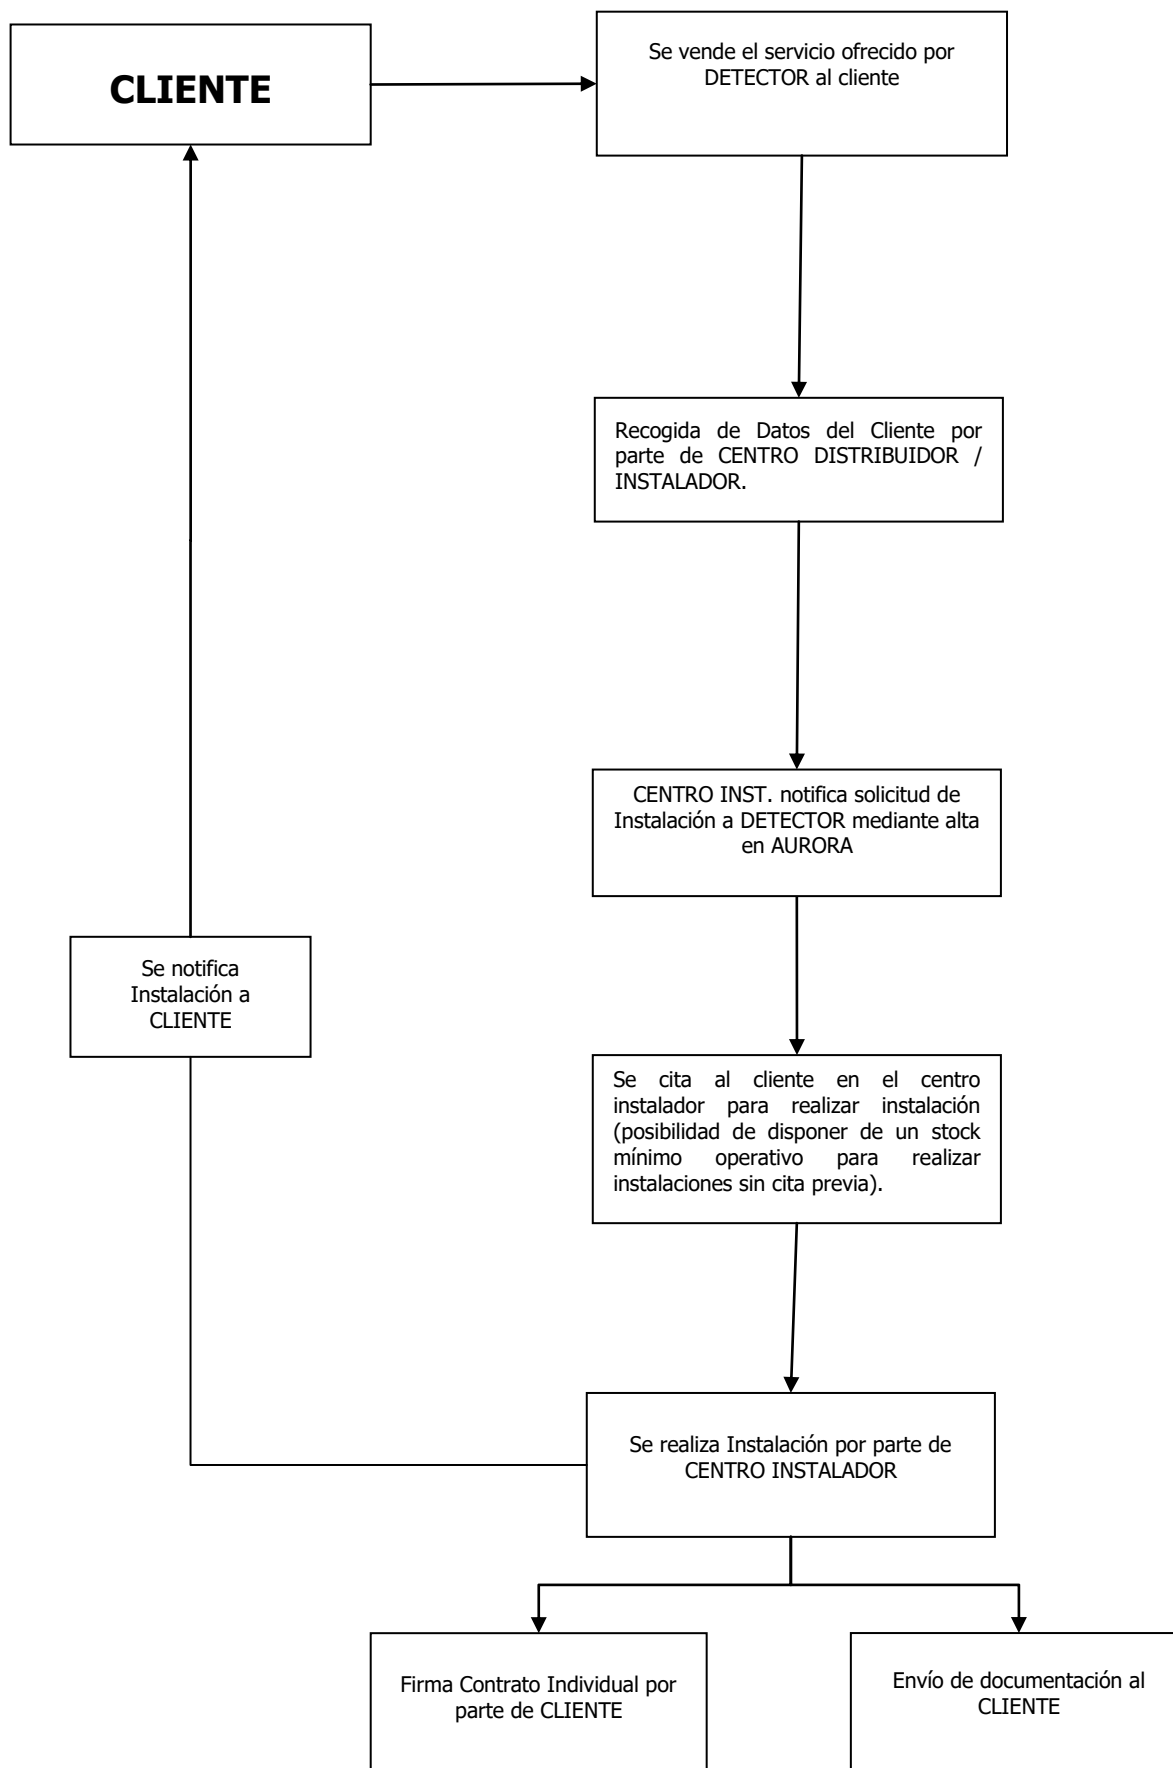 CLIENTE
Se vende el servicio ofrecido por
DETECTOR al cliente
Recogida de Datos del Cliente por
parte de CENTRO DISTRIBUIDOR /
INSTALADOR.
CENTRO INST. notifica solicitud de
Instalación a DETECTOR mediante alta
en AURORA
Se notifica
Instalación a
CLIENTE
Se cita al cliente en el centro
instalador para realizar instalación
(posibilidad de disponer de un stock
mínimo operativo para realizar
instalaciones sin cita previa).
Se realiza Instalación por parte de
CENTRO INSTALADOR
Firma Contrato Individual por
parte de CLIENTE
Envío de documentación al
CLIENTE